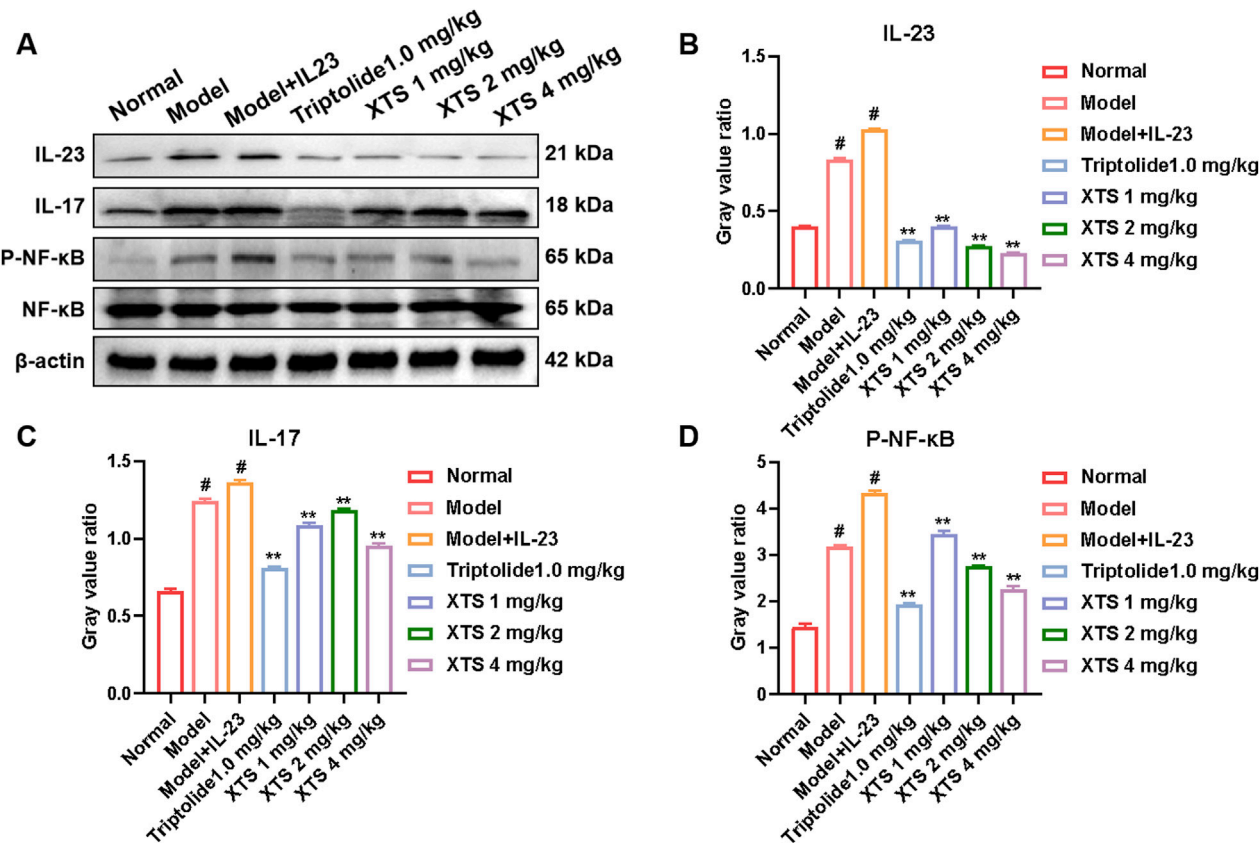 A
Normal
Model
Model+IL23
Triptolide1.0 mg/kg
XTS 1 mg/kg
XTS 2 mg/kg
XTS 4 mg/kg
IL-23
21 kDa
IL-17
18 kDa
P-NF-κB
65 kDa
NF-κB
65 kDa
β-actin
42 kDa
B
IL-23
Gray value ratio
1.5
1.0
0.5
0.0
#
#
**
**
**
**
Normal
Model
Model+IL-23
Triptolide1.0 mg/kg
XTS 1 mg/kg
XTS 2 mg/kg
XTS 4 mg/kg
Normal
Model
Model+IL-23
Triptolide1.0 mg/kg
XTS 1 mg/kg
XTS 2 mg/kg
XTS 4 mg/kg
C
IL-17
Gray value ratio
1.5
1.0
0.5
0.0
#
#
**
**
**
**
Normal
Model
Model+IL-23
Triptolide1.0 mg/kg
XTS 1 mg/kg
XTS 2 mg/kg
XTS 4 mg/kg
Normal
Model
Model+IL-23
Triptolide1.0 mg/kg
XTS 1 mg/kg
XTS 2 mg/kg
XTS 4 mg/kg
D
P-NF-κB
Gray value ratio
5
4
3
2
1
0
#
#
**
**
**
**
Normal
Model
Model+IL-23
Triptolide1.0 mg/kg
XTS 1 mg/kg
XTS 2 mg/kg
XTS 4 mg/kg
Normal
Model
Model+IL-23
Triptolide1.0 mg/kg
XTS 1 mg/kg
XTS 2 mg/kg
XTS 4 mg/kg